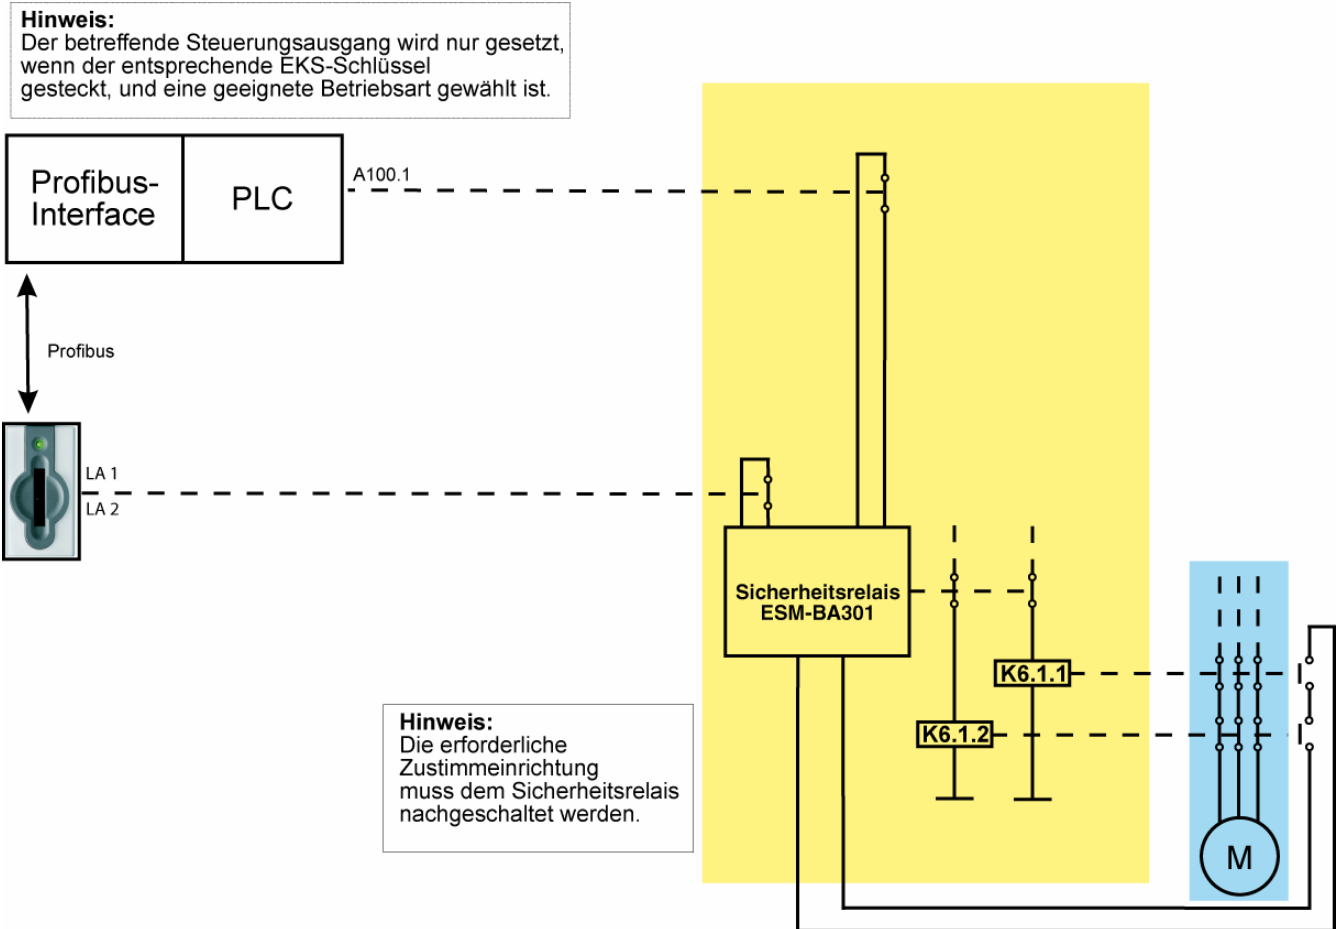 Hinweis:
Der betreffende Steuerungsausgang wird nur gesetzt,
wenn der entsprechende EKS-Schlüssel
gesteckt, und eine geeignete Betriebsart gewählt ist.
Profibus-
Interface
PLC
A100.1
Profibus
LA 1
LA 2
Sicherheitsrelais
ESM-BA301
K6.1.1
K6.1.2
Hinweis:
Die erforderliche
Zustimmeinrichtung
muss dem Sicherheitsrelais
nachgeschaltet werden.
M